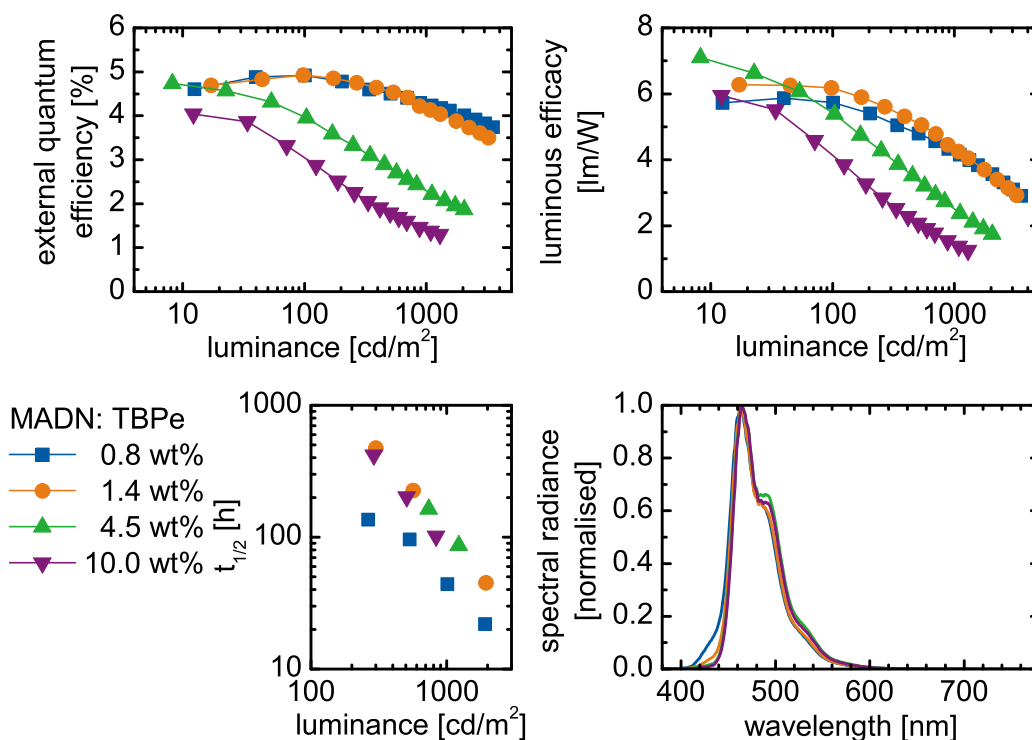 6
5
4
3
2
1
0
external quantum
efficiency [%]
10 100 1000
luminance [cd/m²]
8
6
4
2
0
luminous efficacy
[lm/W]
10 100 1000
luminance [cd/m²]
MADN: TBPe
0.8 wt%
1.4 wt%
4.5 wt%
10.0 wt%
1000
100
10
t1/2 [h]
100 1000
luminance [cd/m²]
1.0
0.8
0.6
0.4
0.2
0.0
spectral radiance
[normalised]
400 500 600 700
wavelength [nm]